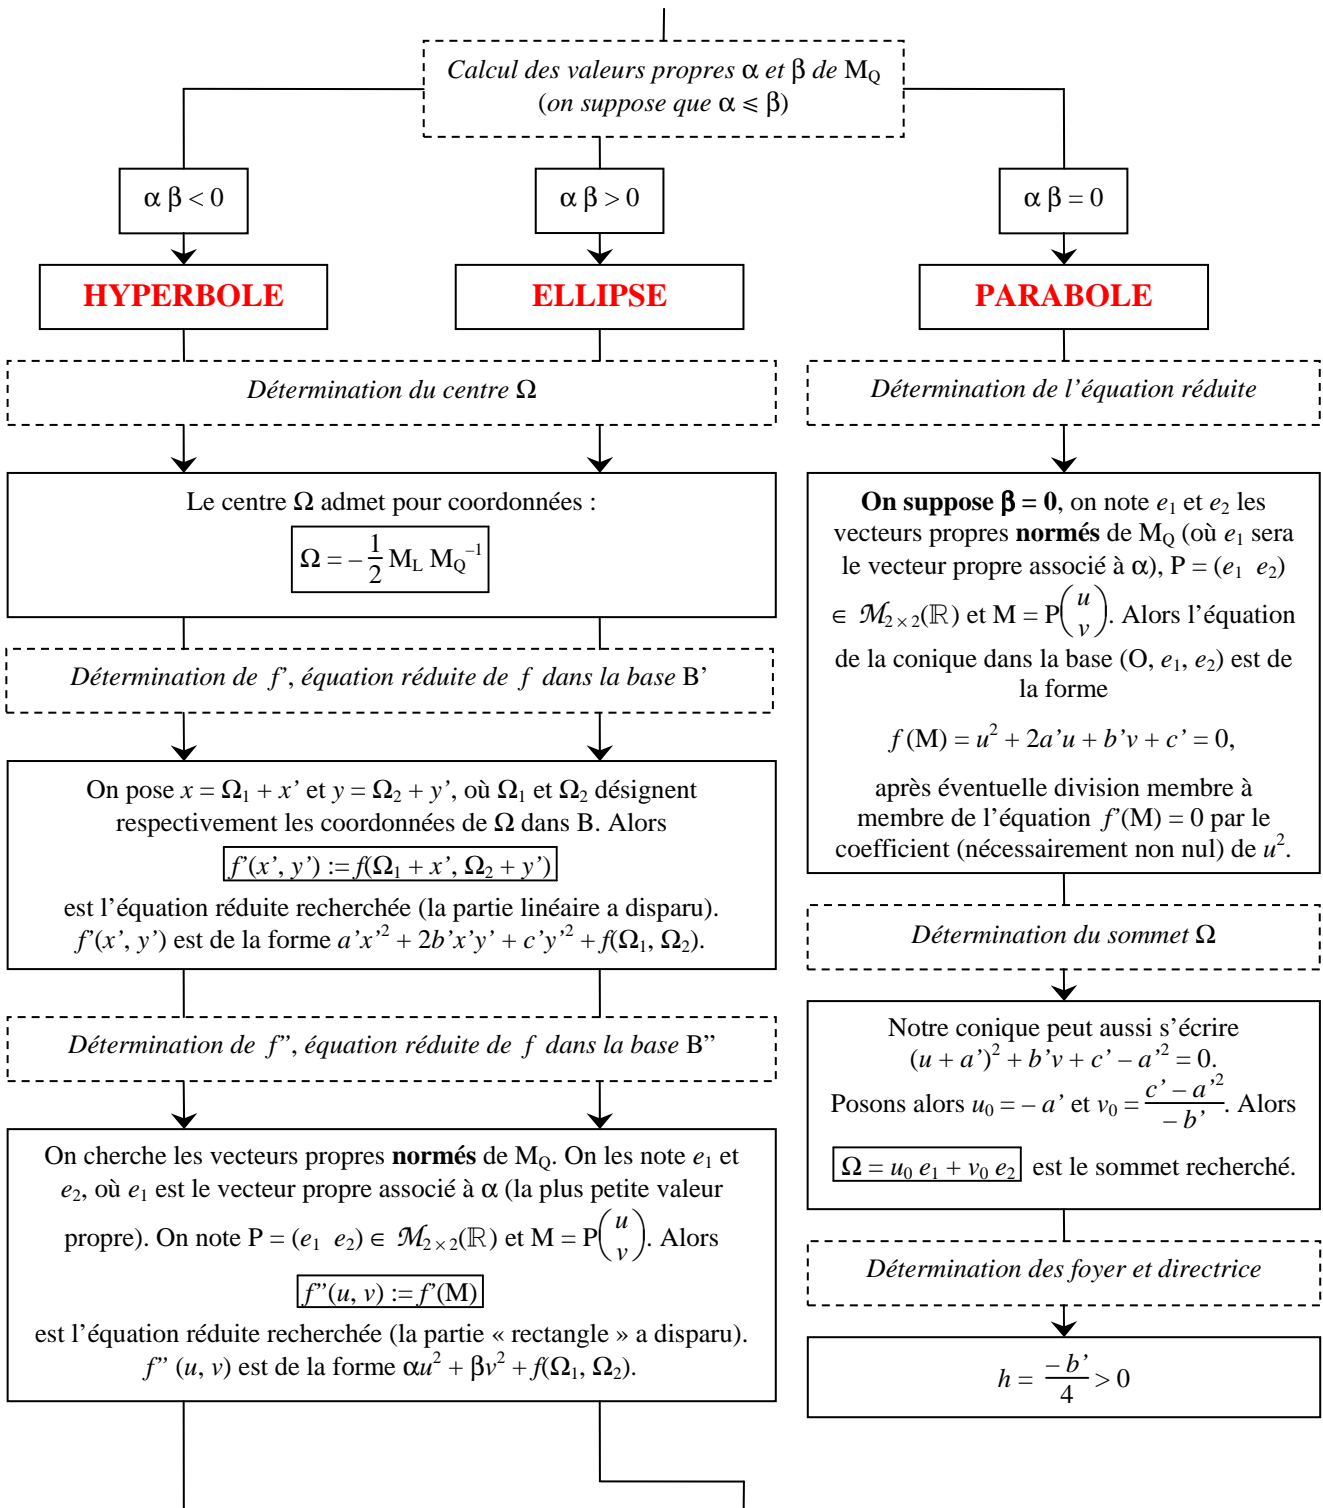 Calcul des valeurs propres α et β de M_Q
(on suppose que α ⩽ β)
α β < 0
α β > 0
α β = 0
HYPERBOLE
ELLIPSE
PARABOLE
Détermination du centre Ω
Le centre Ω admet pour coordonnées :
Ω = – 1/2 M_L M_Q^–1
Détermination de f’, équation réduite de f dans la base B’
On pose x = Ω₁ + x’ et y = Ω₂ + y’, où Ω₁ et Ω₂ désignent
respectivement les coordonnées de Ω dans B. Alors
f’(x’, y’) := f(Ω₁ + x’, Ω₂ + y’)
est l’équation réduite recherchée (la partie linéaire a disparu).
f’(x’, y’) est de la forme a’x’² + 2b’x’y’ + c’y’² + f(Ω₁, Ω₂).
Détermination de f’’, équation réduite de f dans la base B’’
On cherche les vecteurs propres normés de M_Q. On les note e₁ et
e₂, où e₁ est le vecteur propre associé à α (la plus petite valeur
propre). On note P = (e₁ e₂) ∈ ℳ₂ₓ₂(ℝ) et M = P(u v). Alors
f’’(u, v) := f’(M)
est l’équation réduite recherchée (la partie « rectangle » a disparu).
f’’ (u, v) est de la forme αu² + βv² + f(Ω₁, Ω₂).
Détermination de l’équation réduite
On suppose β = 0, on note e₁ et e₂ les
vecteurs propres normés de M_Q (où e₁ sera
le vecteur propre associé à α), P = (e₁ e₂)
∈ ℳ₂ₓ₂(ℝ) et M = P(u v). Alors l’équation
de la conique dans la base (O, e₁, e₂) est de
la forme
f (M) = u² + 2a’u + b’v + c’ = 0,
après éventuelle division membre à
membre de l’équation f’(M) = 0 par le
coefficient (nécessairement non nul) de u².
Détermination du sommet Ω
Notre conique peut aussi s’écrire
(u + a’)² + b’v + c’ – a’² = 0.
Posons alors u₀ = – a’ et v₀ = (c’ – a’²)/(– b’). Alors
Ω = u₀ e₁ + v₀ e₂ est le sommet recherché.
Détermination des foyer et directrice
h = – b’/4 > 0